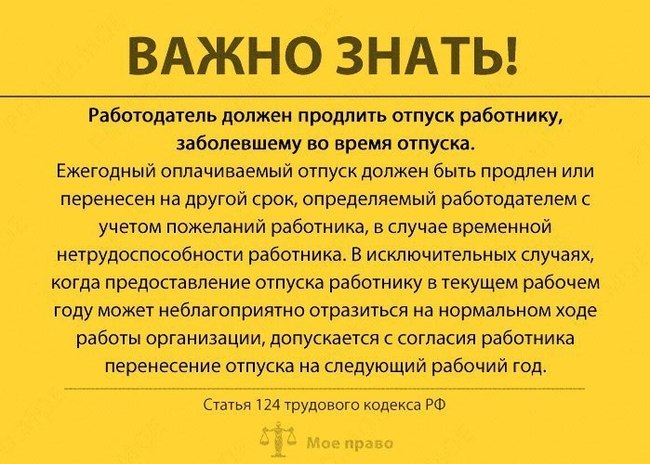 ВАЖНО ЗНАТЬ!
Работодатель должен продлить отпуск работнику,
заболевшему во время отпуска.
Ежегодный оплачиваемый отпуск должен быть продлен или
перенесен на другой срок, определяемый работодателем с
учетом пожеланий работника, в случае временной
нетрудоспособности работника. В исключительных случаях,
когда предоставление отпуска работнику в текущем рабочем
году может неблагоприятно отразиться на нормальном ходе
работы организации, допускается с согласия работника
перенесение отпуска на следующий рабочий год.
Статья 124 трудового кодекса РФ
Мое право